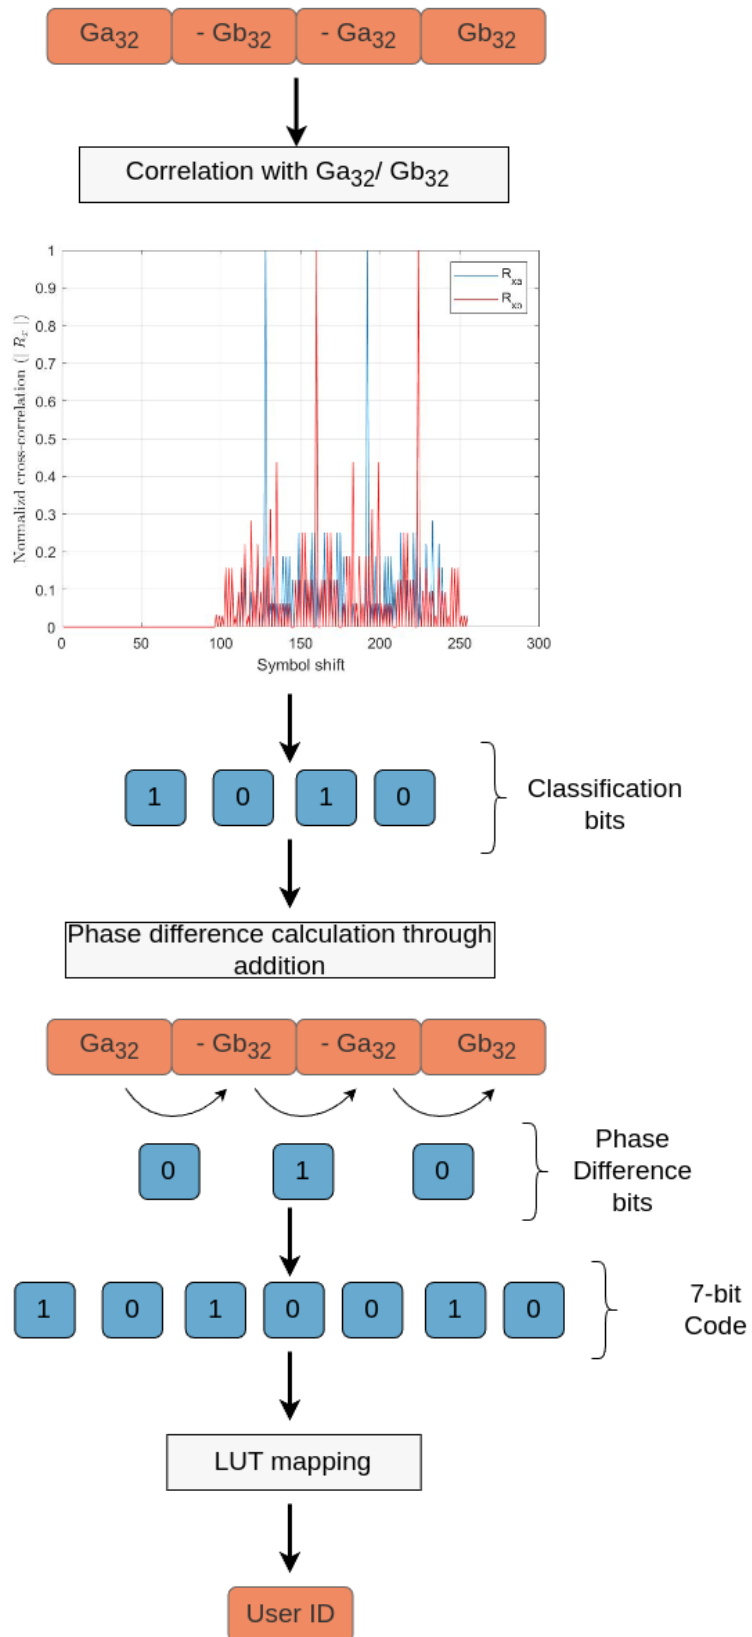 Ga32 - Gb32 - Ga32 Gb32
Correlation with Ga32/ Gb32
1
0.9
0.8
0.7
0.6
0.5
0.4
0.3
0.2
0.1
0
Normalizd cross-correlation (| Rx |)
Rxa
Rxb
0 50 100 150 200 250 300
Symbol shift
1 0 1 0
Classification
bits
Phase difference calculation through
addition
Ga32 - Gb32 - Ga32 Gb32
0 1 0
Phase
Difference
bits
1 0 1 0 0 1 0
7-bit
Code
LUT mapping
User ID